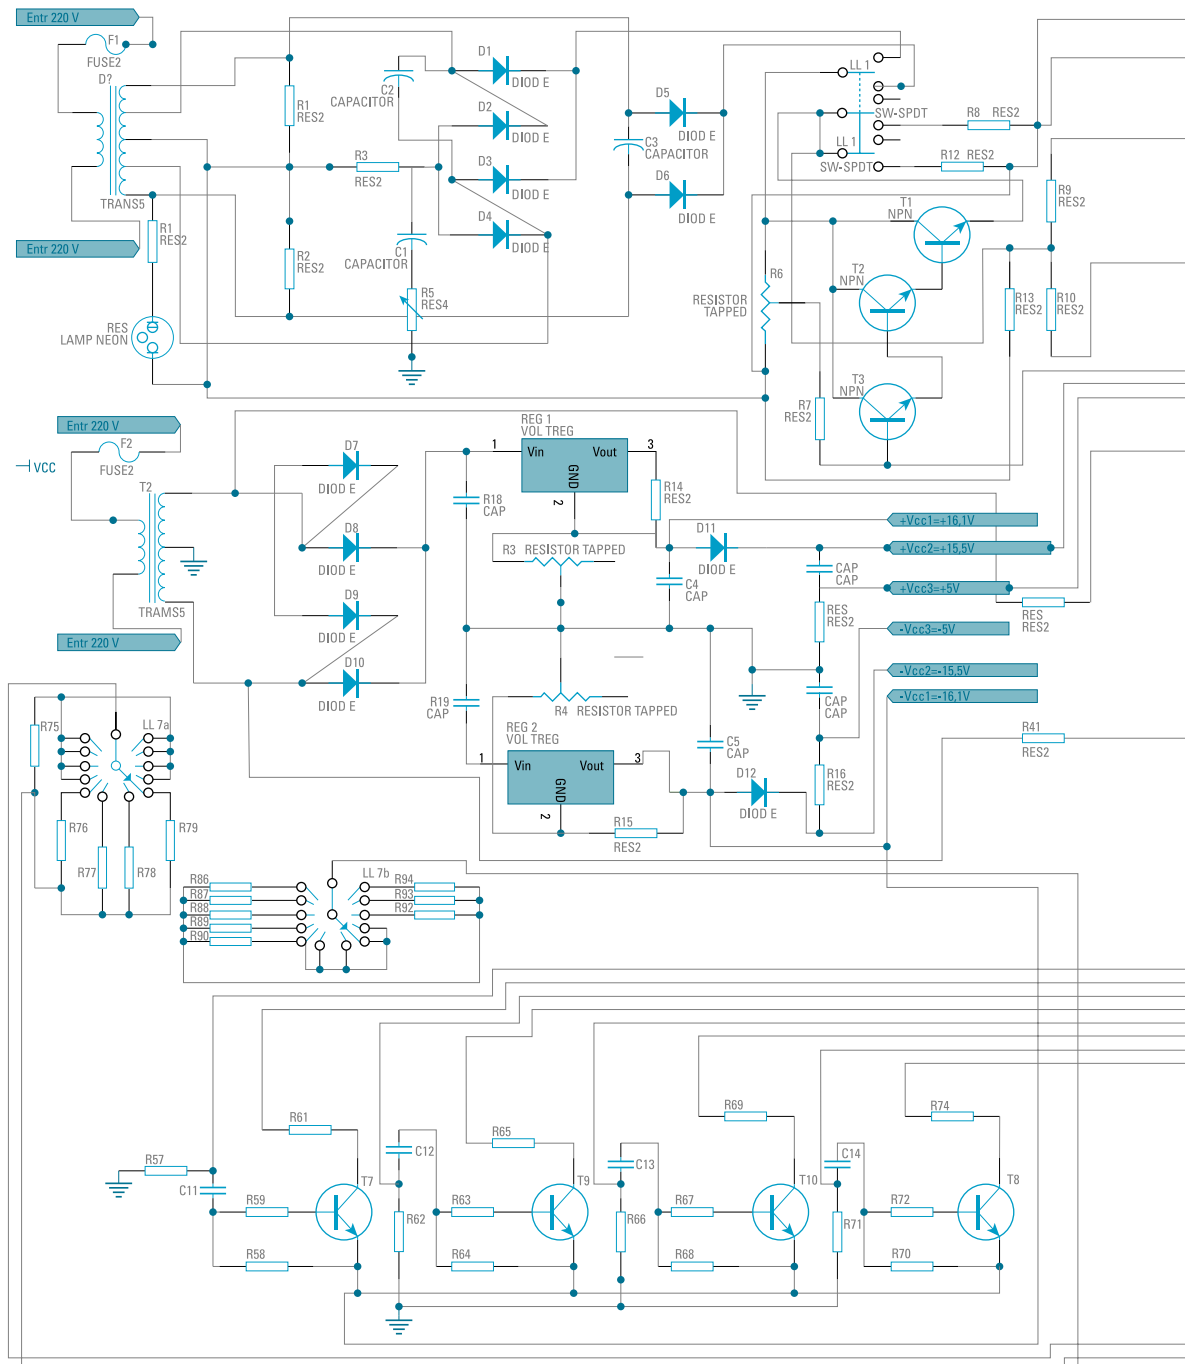 Entr 220 V
F1
FUSE2
D?
TRANS5
Entr 220 V
R1
RES2
RES
LAMP NEON
R1
RES2
R2
RES2
C2
CAPACITOR
R3
RES2
C1
CAPACITOR
R5
RES4
D1
DIOD E
D2
DIOD E
D3
DIOD E
D4
DIOD E
D5
DIOD E
C3
CAPACITOR
D6
DIOD E
LL 1
SW-SPDT
LL 1
SW-SPDT
R8 RES2
R12 RES2
T1
NPN
R9
RES2
T2
NPN
R6
RESISTOR
TAPPED
R13
RES2
R10
RES2
T3
NPN
R7
RES2
Entr 220 V
F2
FUSE2
VCC
T2
TRAMS5
Entr 220 V
D7
DIOD E
D8
DIOD E
D9
DIOD E
D10
DIOD E
REG 1
VOL TREG
1
Vin
Vout
3
GND
2
R18
CAP
R14
RES2
R3 RESISTOR TAPPED
D11
DIOD E
C4
CAP
CAP
CAP
RES
RES2
+Vcc1=+16,1V
+Vcc2=+15,5V
+Vcc3=+5V
-Vcc3=-5V
-Vcc2=-15,5V
-Vcc1=-16,1V
RES
RES2
R19
CAP
R4 RESISTOR TAPPED
CAP
CAP
REG 2
VOL TREG
1
Vin
Vout
3
GND
2
C5
CAP
D12
DIOD E
R16
RES2
R15
RES2
R41
RES2
R75
LL 7a
R76
R77
R78
R79
LL 7b
R86
R87
R88
R89
R90
R94
R93
R92
R57
C11
R61
R59
R58
T7
C12
R62
R65
R63
R64
T9
C13
R66
R69
R67
R68
T10
C14
R71
R74
R72
R70
T8